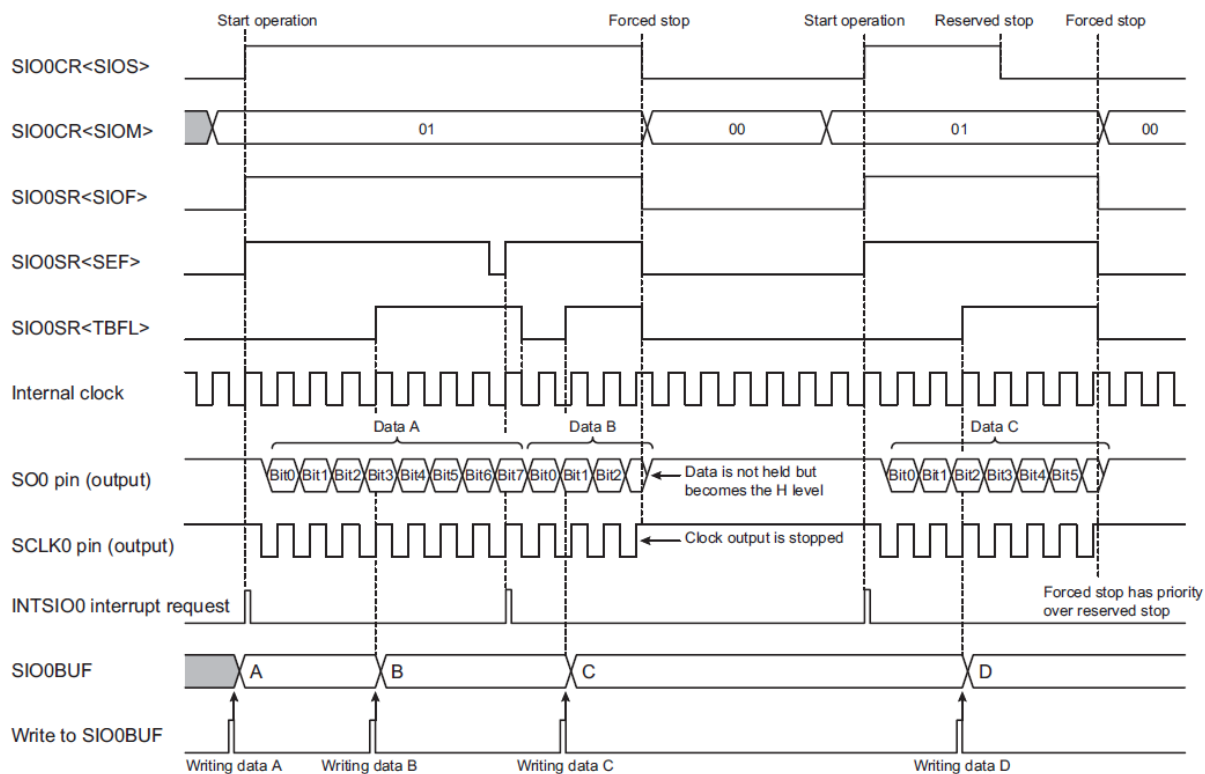 Start operation Forced stop Start operation Reserved stop Forced stop
SIO0CR<SIOS>
SIO0CR<SIOM> 01 00 01 00
SIO0SR<SIOF>
SIO0SR<SEF>
SIO0SR<TBFL>
Internal clock
Data A Data B Data C
SO0 pin (output) Bit0 Bit1 Bit2 Bit3 Bit4 Bit5 Bit6 Bit7 Bit0 Bit1 Bit2 Bit0 Bit1 Bit2 Bit3 Bit4 Bit5
Data is not held but
becomes the H level
SCLK0 pin (output) Clock output is stopped
INTSIO0 interrupt request
Forced stop has priority
over reserved stop
SIO0BUF A B C D
Write to SIO0BUF
Writing data A Writing data B Writing data C Writing data D